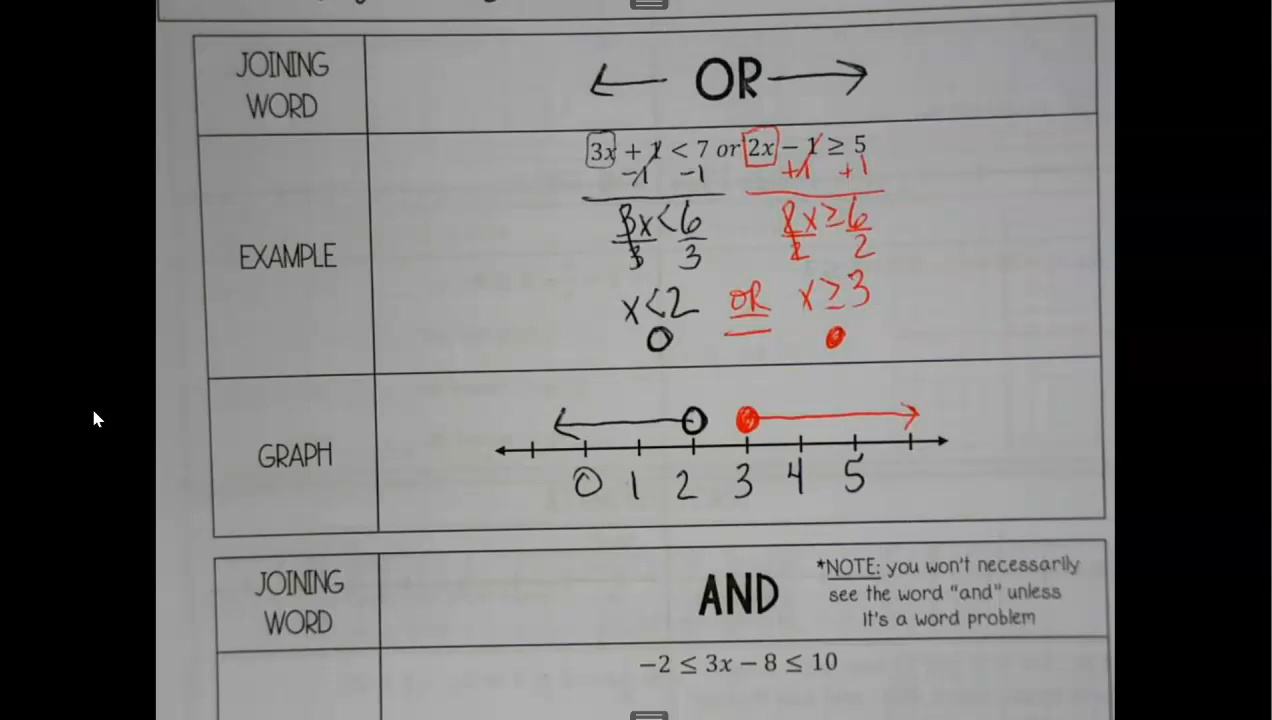 JOINING WORD
← OR →
EXAMPLE
3x + 1 < 7 or 2x − 1 ≥ 5
−1 −1 +1 +1
3x < 6 2x ≥ 6
3 3 2 2
x < 2 OR x ≥ 3
GRAPH
0 1 2 3 4 5
JOINING WORD
AND
*NOTE: you won't necessarily
see the word "and" unless
it's a word problem
−2 ≤ 3x − 8 ≤ 10